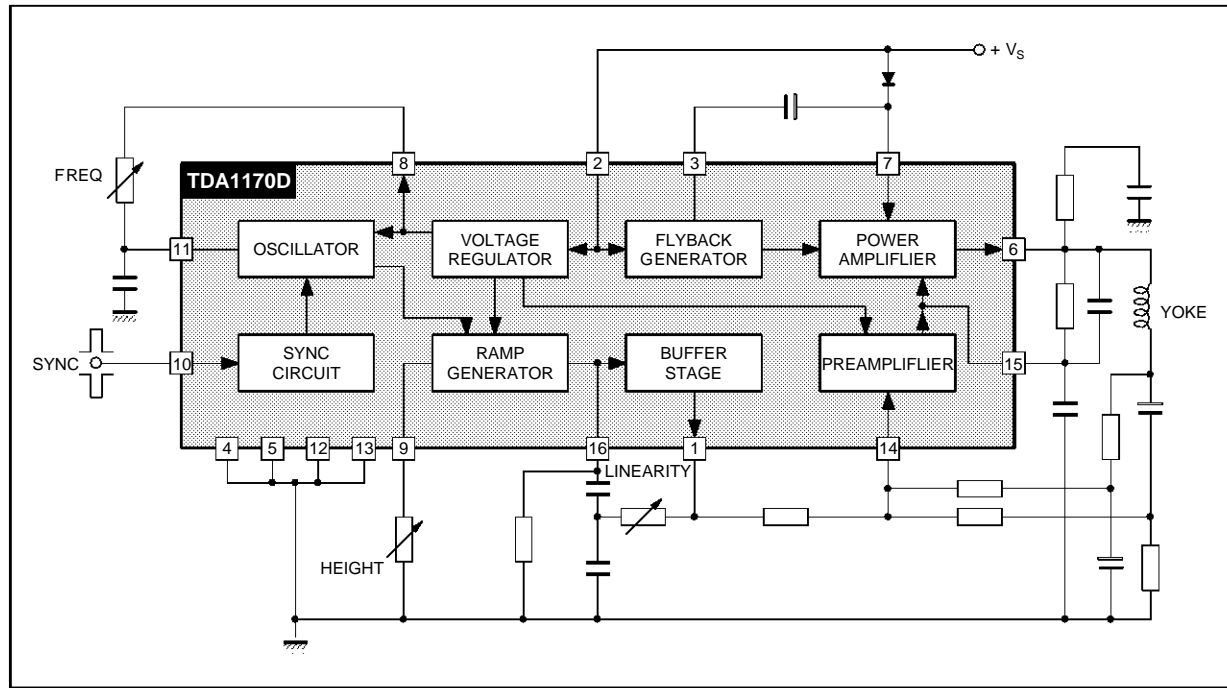 + VS
8
2
3
7
FREQ
TDA1170D
11
OSCILLATOR
VOLTAGE
REGULATOR
FLYBACK
GENERATOR
POWER
AMPLIFLIER
6
YOKE
SYNC
10
SYNC
CIRCUIT
RAMP
GENERATOR
BUFFER
STAGE
PREAMPLIFLIER
15
4
5
12
13
9
16
1
14
LINEARITY
HEIGHT